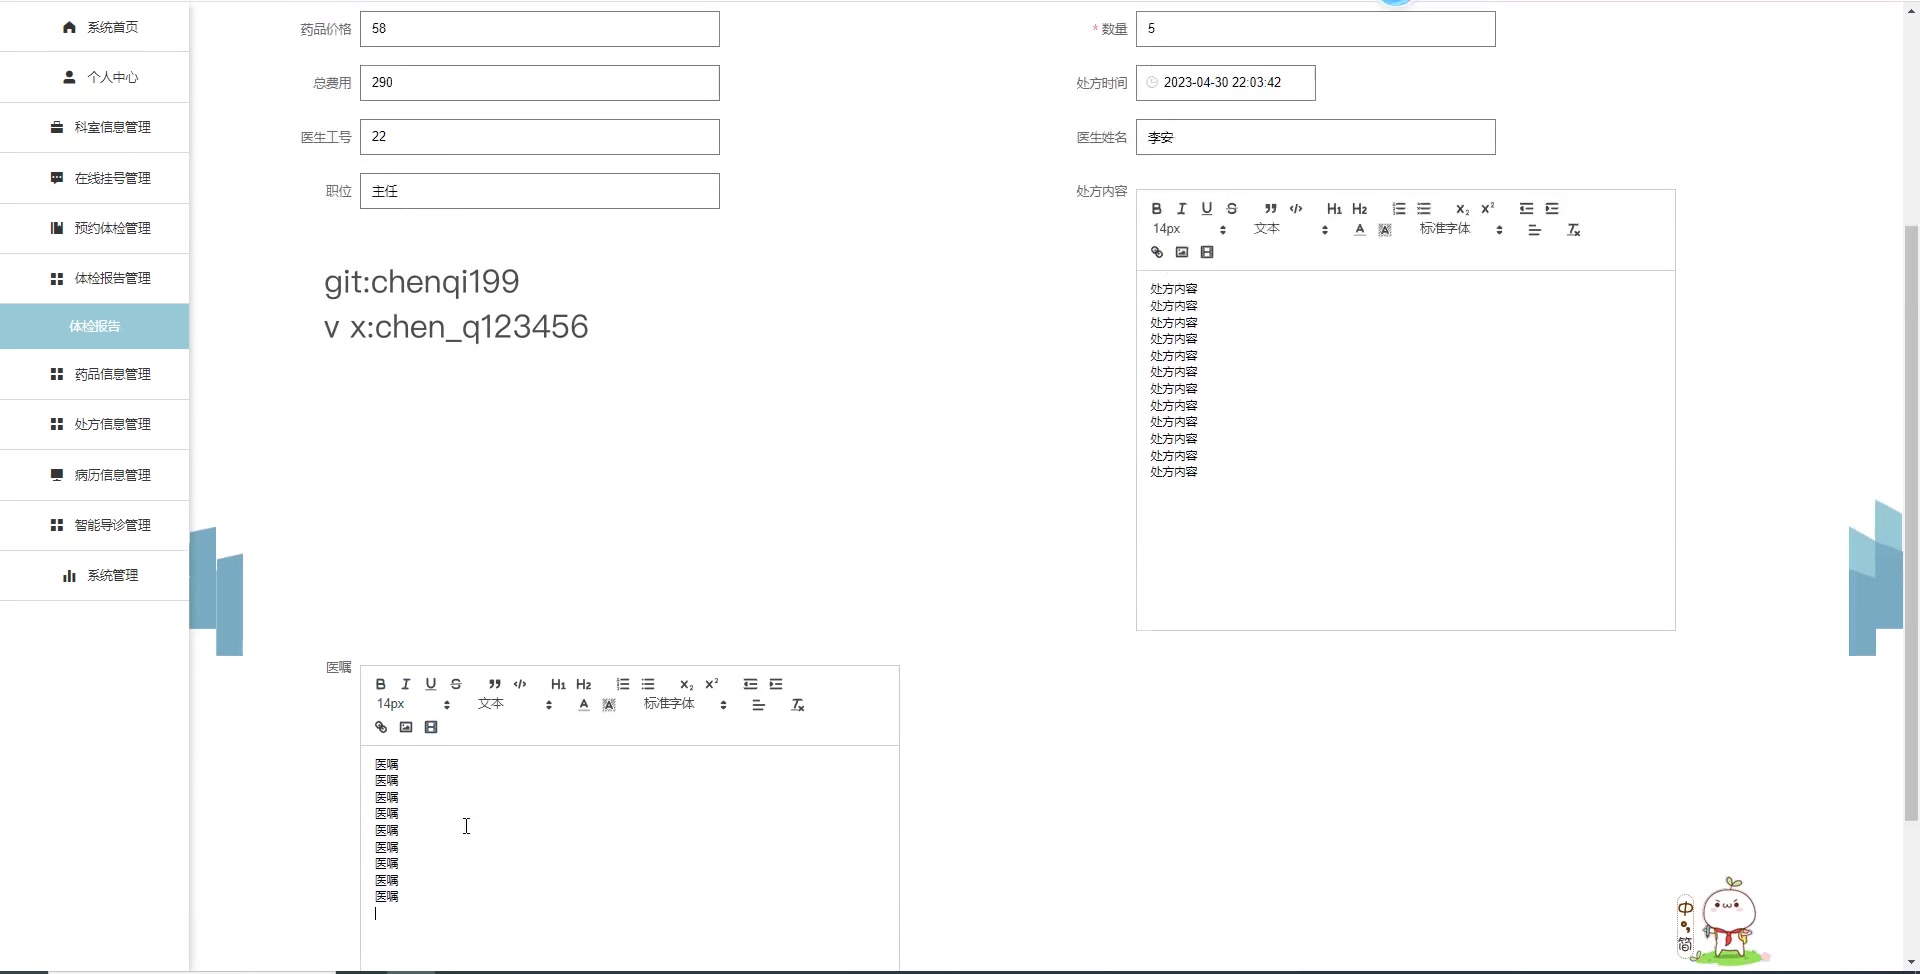 系统首页
个人中心
科室信息管理
在线挂号管理
预约体检管理
体检报告管理
体检报告
药品信息管理
处方信息管理
病历信息管理
智能导诊管理
系统管理
药品价格 58
* 数量 5
总费用 290
处方时间 2023-04-30 22:03:42
医生工号 22
医生姓名 李安
职位 主任
处方内容
B I U S ” </> H1 H2 X₂ X²
14px 文本 A A 标准字体 Tx
处方内容
处方内容
处方内容
处方内容
处方内容
处方内容
处方内容
处方内容
处方内容
处方内容
处方内容
处方内容
git:chenqi199
v x:chen_q123456
医嘱
B I U S ” </> H1 H2 X₂ X²
14px 文本 A A 标准字体 Tx
医嘱
医嘱
医嘱
医嘱
医嘱
医嘱
医嘱
医嘱
医嘱
中
°,
简